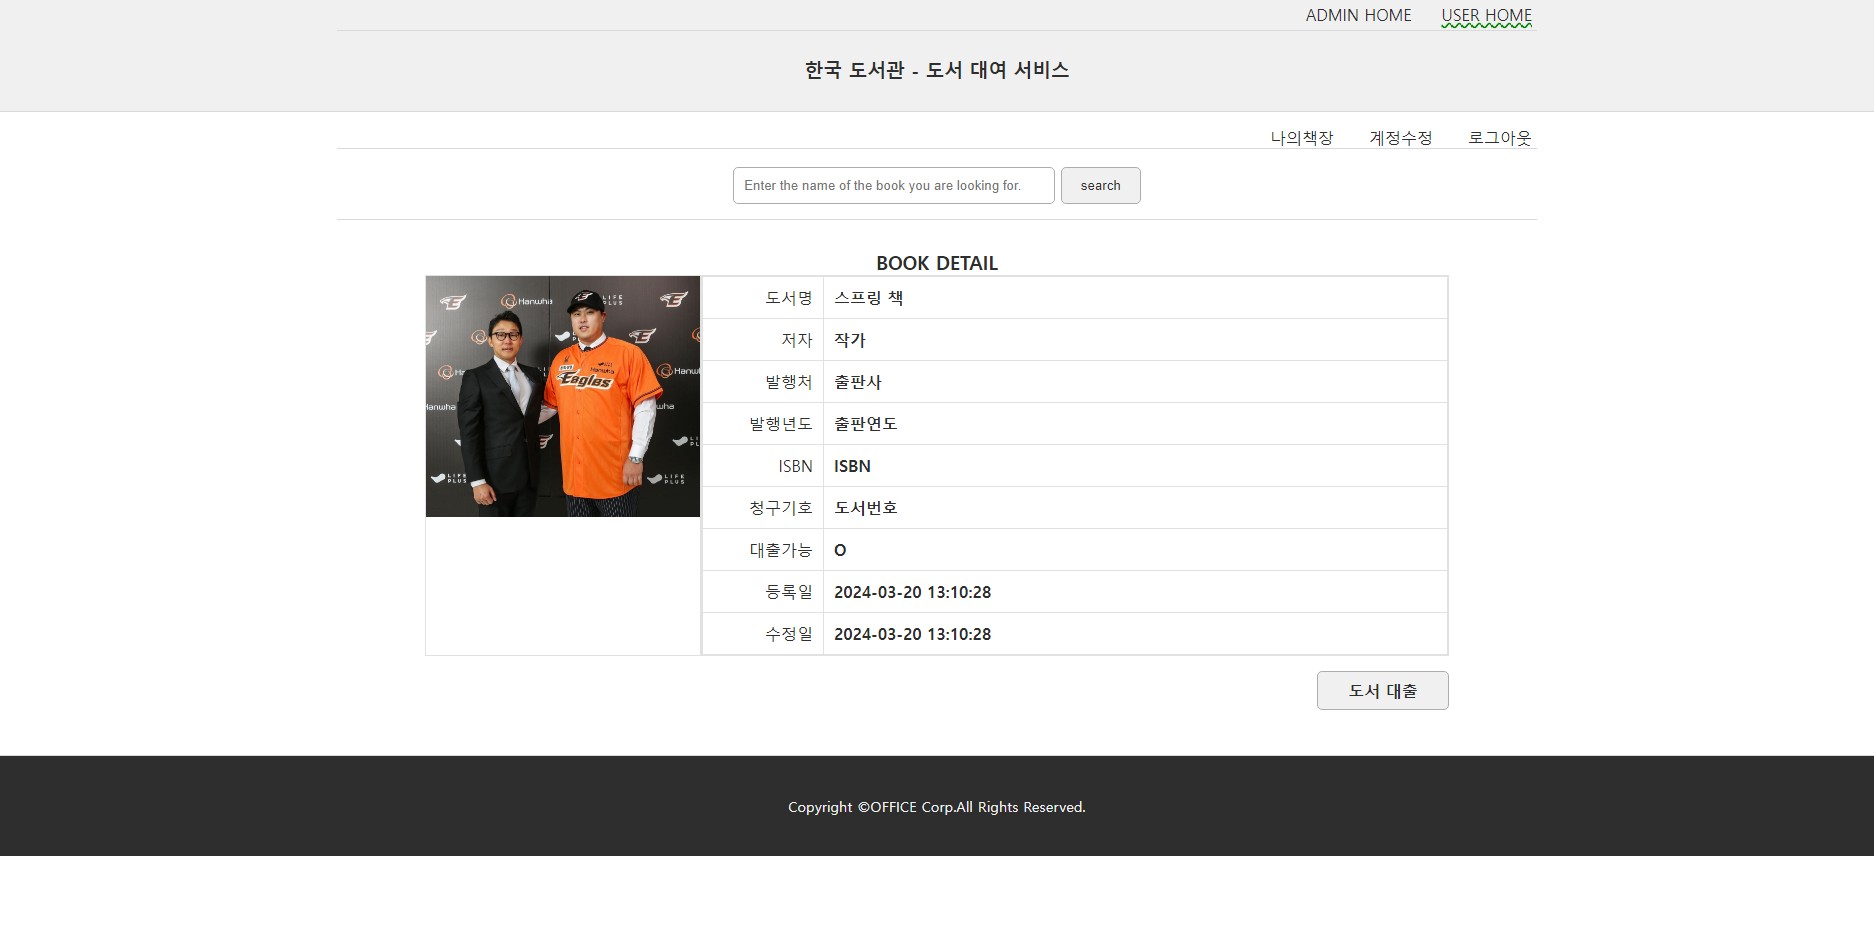 ADMIN HOME USER HOME
한국 도서관 - 도서 대여 서비스
나의책장 계정수정 로그아웃
Enter the name of the book you are looking for. search
BOOK DETAIL
Hanwha
LIFE
PLUS
Hanwha
Eagles
LIFE
PLUS
LIFE
PLUS
도서명 스프링 책
저자 작가
발행처 출판사
발행년도 출판연도
ISBN ISBN
청구기호 도서번호
대출가능 O
등록일 2024-03-20 13:10:28
수정일 2024-03-20 13:10:28
도서 대출
Copyright ©OFFICE Corp.All Rights Reserved.